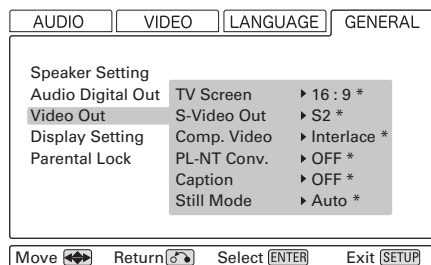 AUDIO VIDEO LANGUAGE GENERAL
Speaker Setting
Audio Digital Out TV Screen 16 : 9 *
Video Out S-Video Out S2 *
Display Setting Comp. Video Interlace *
Parental Lock PL-NT Conv. OFF *
Caption OFF *
Still Mode Auto *
Move Return Select ENTER Exit SETUP